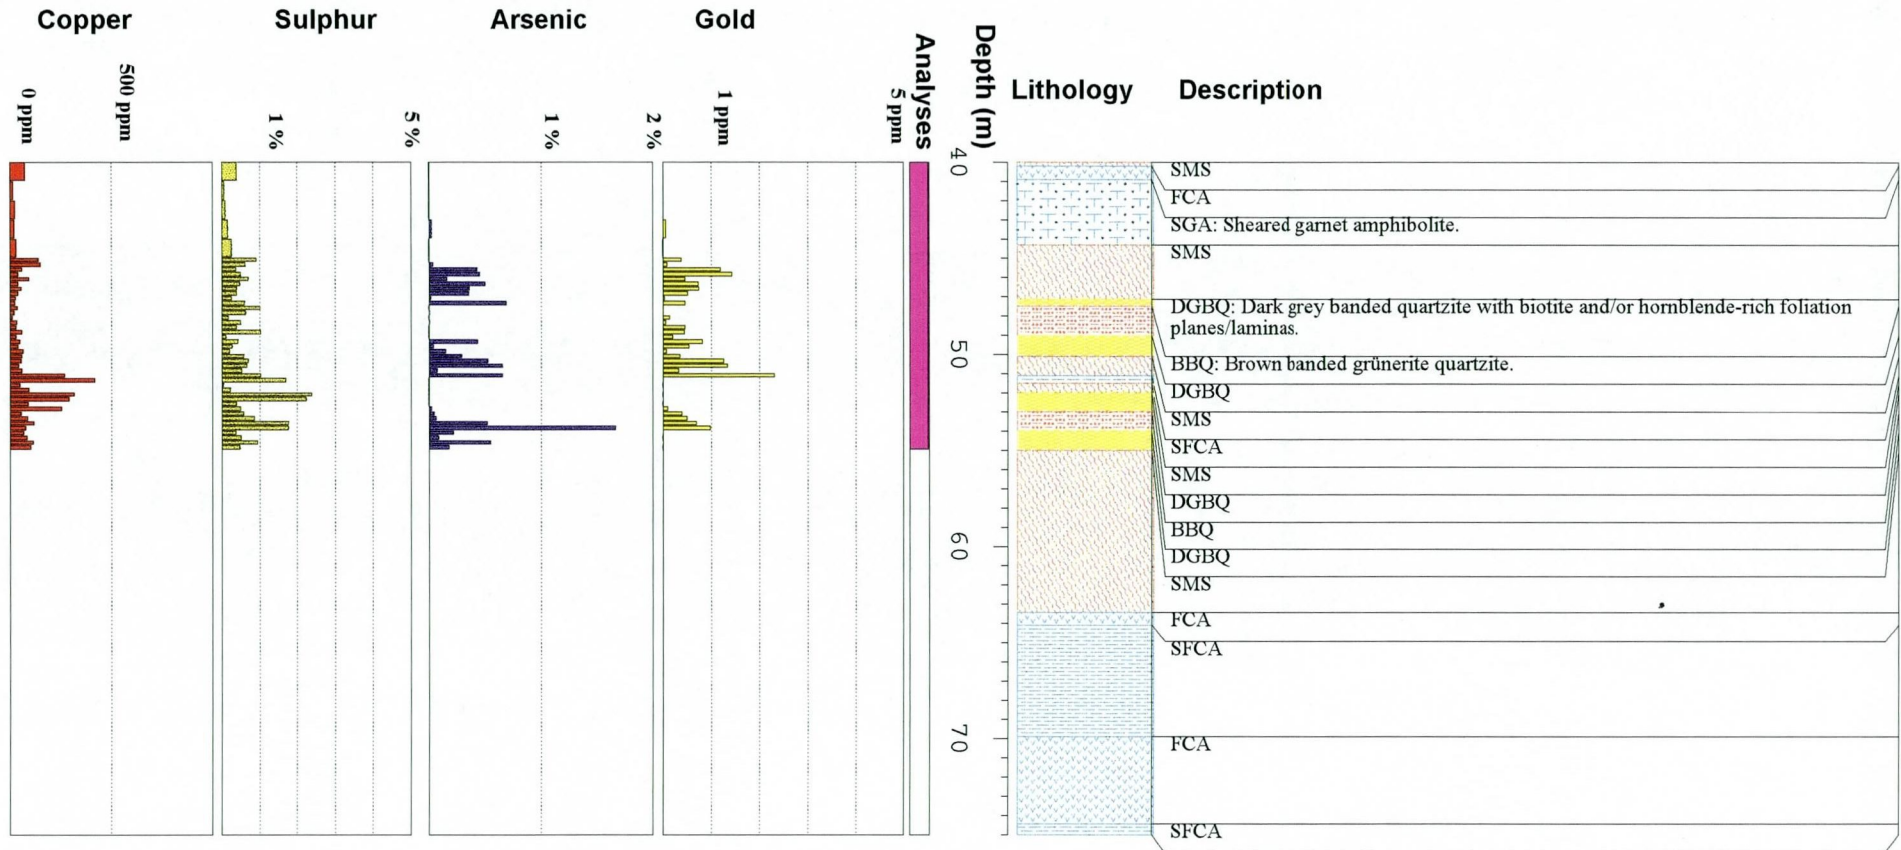 Copper
Sulphur
Arsenic
Gold
Analyses
Depth (m)
Lithology
Description
0 ppm
500 ppm
1 %
5 %
1 %
2 %
1 ppm
5 ppm
40
50
60
70
SMS
FCA
SGA: Sheared garnet amphibolite.
SMS
DGBQ: Dark grey banded quartzite with biotite and/or hornblende-rich foliation
planes/laminas.
BBQ: Brown banded grünerite quartzite.
DGBQ
SMS
SFCA
SMS
DGBQ
BBQ
DGBQ
SMS
FCA
SFCA
FCA
SFCA